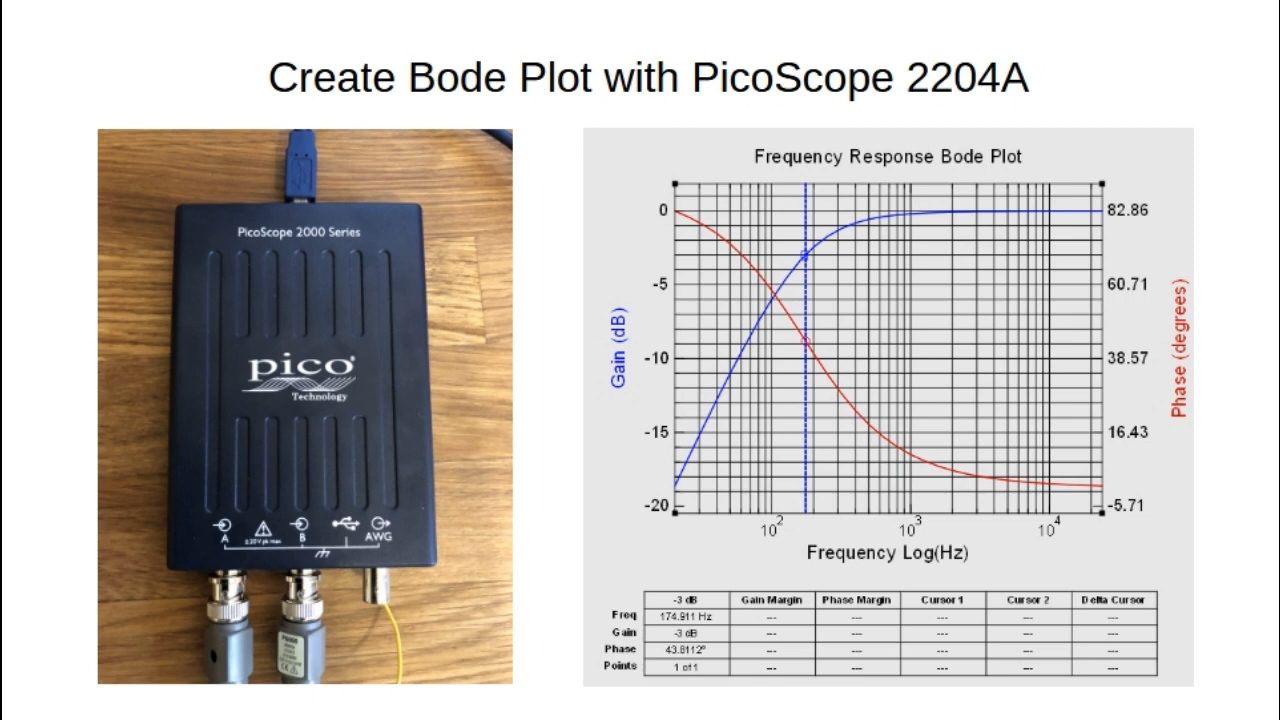 Create Bode Plot with PicoScope 2204A
PicoScope 2000 Series
pico
Technology
A
±20V pk max
B
AWG
Frequency Response Bode Plot
0
-5
-10
-15
-20
Gain (dB)
82.86
60.71
38.57
16.43
-5.71
Phase (degrees)
10² 10³ 10⁴
Frequency Log(Hz)
-3 dB Gain Margin Phase Margin Cursor 1 Cursor 2 Delta Cursor
Freq 174.911 Hz --- --- --- --- ---
Gain -3 dB --- --- --- --- ---
Phase 43.8112° --- --- --- --- ---
Points 1 of 1 --- --- --- --- ---